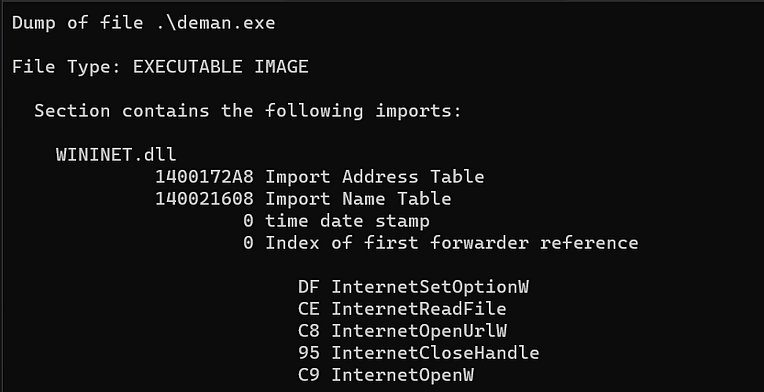 Dump of file .\deman.exe
File Type: EXECUTABLE IMAGE
Section contains the following imports:
WININET.dll
1400172A8 Import Address Table
140021608 Import Name Table
0 time date stamp
0 Index of first forwarder reference
DF InternetSetOptionW
CE InternetReadFile
C8 InternetOpenUrlW
95 InternetCloseHandle
C9 InternetOpenW